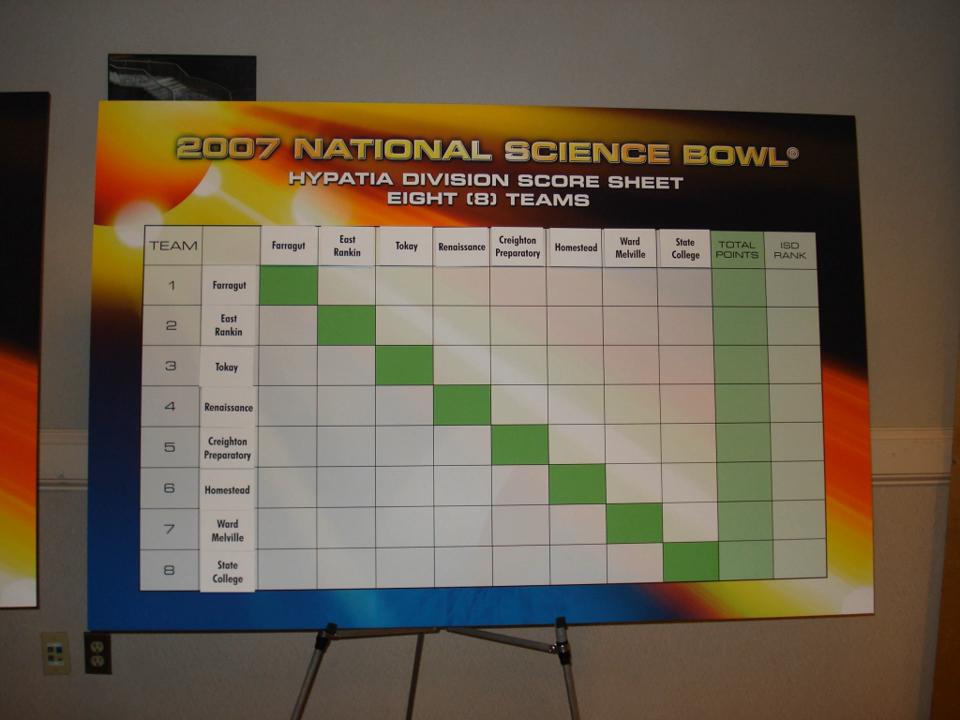 2007 NATIONAL SCIENCE BOWL®
HYPATIA DIVISION SCORE SHEET
EIGHT (8) TEAMS
TEAM Farragut East Rankin Tokay Renaissance Creighton Preparatory Homestead Ward Melville State College TOTAL POINTS ISD RANK
1 Farragut
2 East Rankin
3 Tokay
4 Renaissance
5 Creighton Preparatory
6 Homestead
7 Ward Melville
8 State College